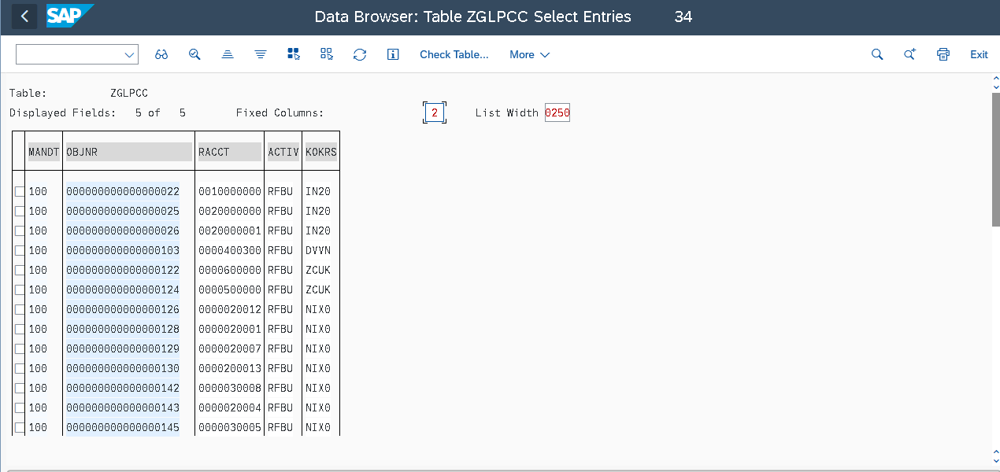 SAP Data Browser: Table ZGLPCC Select Entries 34
Check Table... More Exit
Table: ZGLPCC
Displayed Fields: 5 of 5 Fixed Columns: 2 List Width 0250
MANDT OBJNR RACCT ACTIV KOKRS
100 000000000000000022 0010000000 RFBU IN20
100 000000000000000025 0020000000 RFBU IN20
100 000000000000000026 0020000001 RFBU IN20
100 000000000000000103 0000400300 RFBU DVVN
100 000000000000000122 0000600000 RFBU ZCUK
100 000000000000000124 0000500000 RFBU ZCUK
100 000000000000000126 0000020012 RFBU NIX0
100 000000000000000128 0000020001 RFBU NIX0
100 000000000000000129 0000020007 RFBU NIX0
100 000000000000000130 0000200013 RFBU NIX0
100 000000000000000142 0000030008 RFBU NIX0
100 000000000000000143 0000020004 RFBU NIX0
100 000000000000000145 0000030005 RFBU NIX0